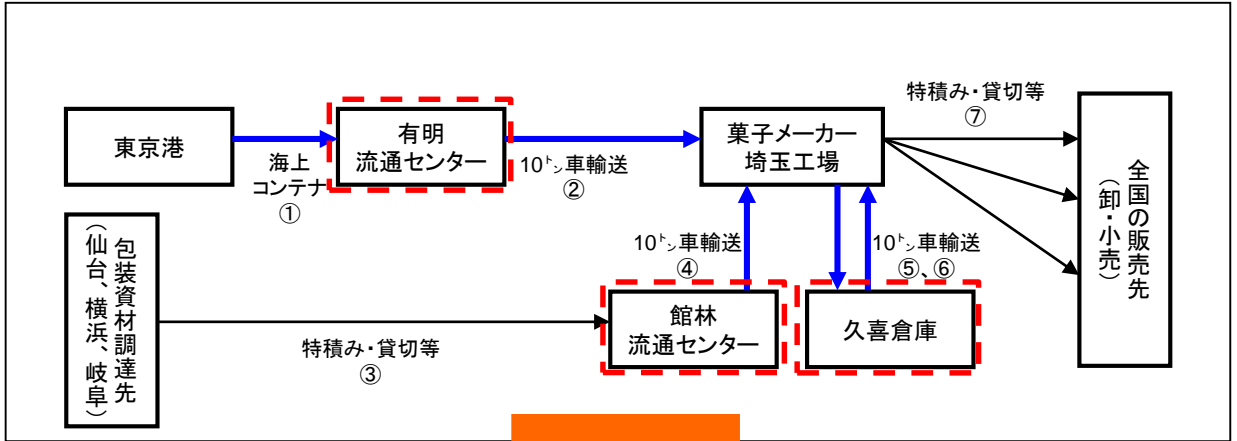 東京港
海上
コンテナ
①
有明
流通センター
10㌧車輸送
②
菓子メーカー
埼玉工場
特積み・貸切等
⑦
全国の販売先
(卸・小売)
包装資材調達先
(仙台、横浜、岐阜)
特積み・貸切等
③
10㌧車輸送
④
館林
流通センター
10㌧車輸送
⑤、⑥
久喜倉庫